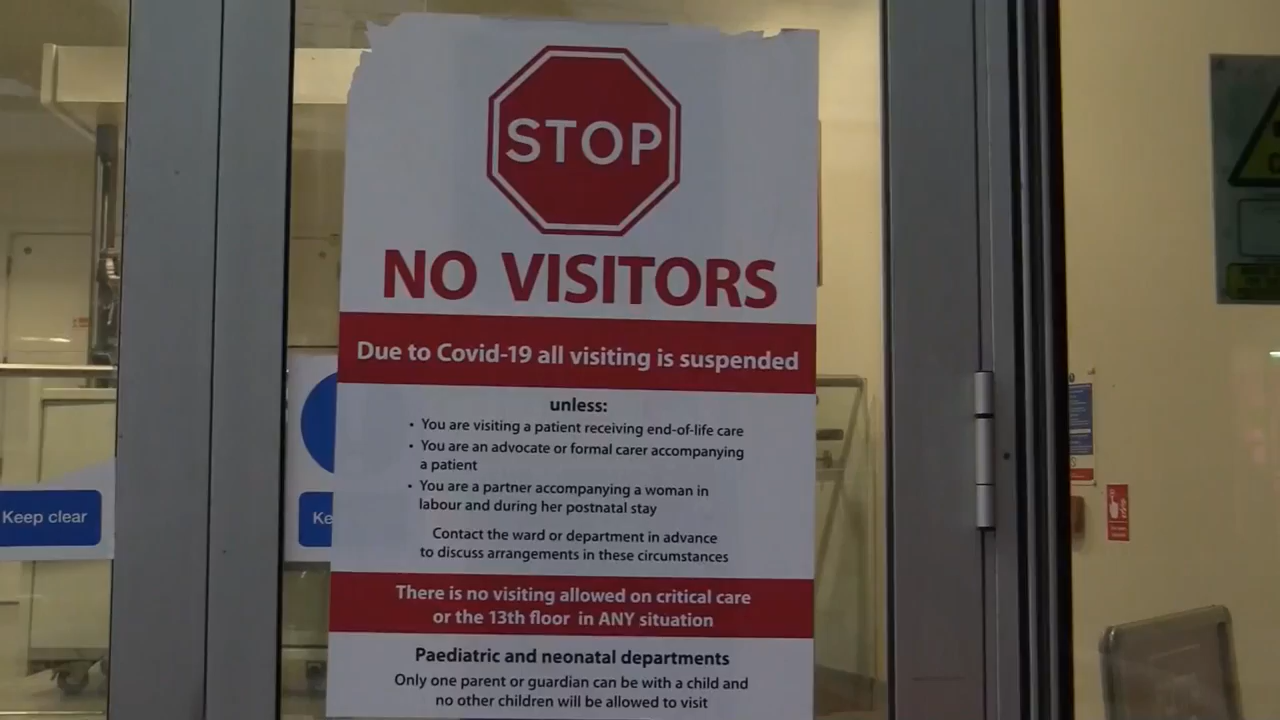 STOP
NO VISITORS
Due to Covid-19 all visiting is suspended
unless:
• You are visiting a patient receiving end-of-life care
• You are an advocate or formal carer accompanying
a patient
• You are a partner accompanying a woman in
labour and during her postnatal stay
Contact the ward or department in advance
to discuss arrangements in these circumstances
There is no visiting allowed on critical care
or the 13th floor in ANY situation
Paediatric and neonatal departments
Only one parent or guardian can be with a child and
no other children will be allowed to visit
Keep clear
Ke